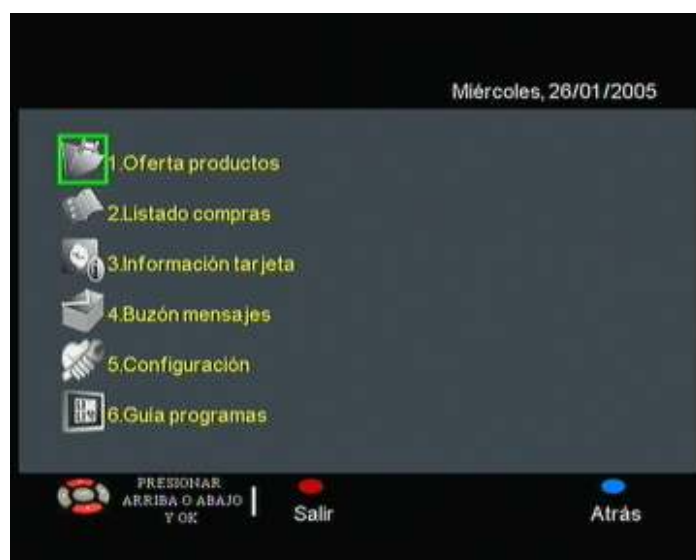 Miércoles, 26/01/2005
1.Oferta productos
2.Listado compras
3.Información tarjeta
4.Buzón mensajes
5.Configuración
6.Guía programas
PRESIONAR
ARRIBA O ABAJO
Y OK
Salir
Atrás